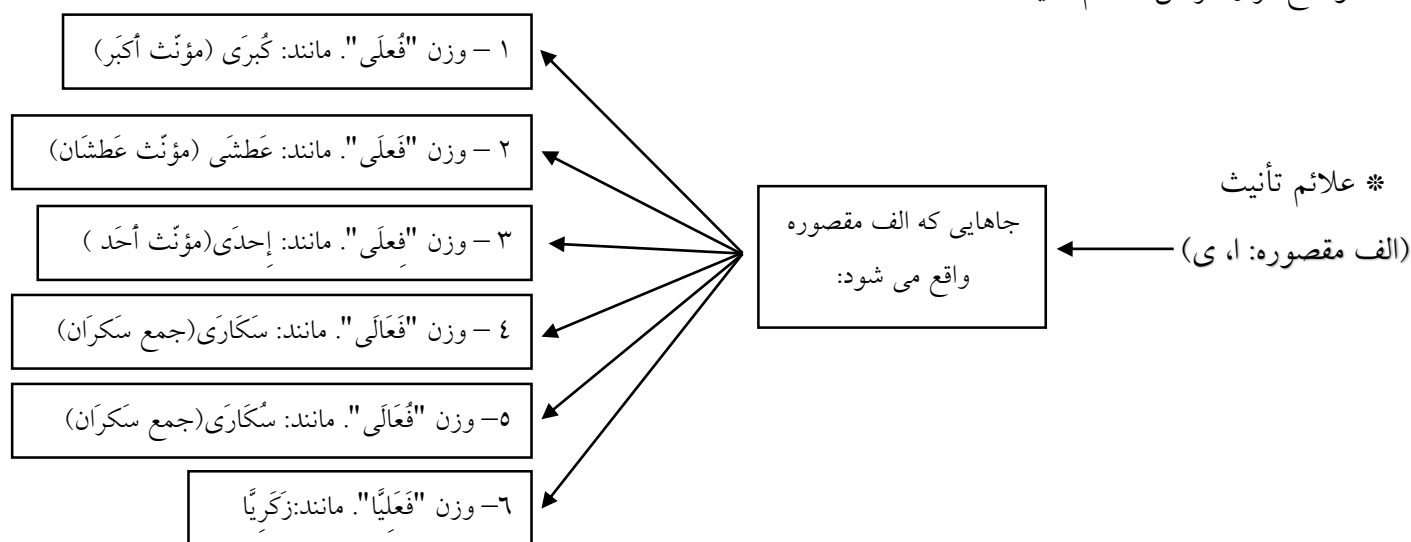 * علائم تأنيث
(الف مقصوره: ا، ی)
جاهایی که الف مقصوره
واقع می شود:
١ – وزن "فُعلَی". مانند: کُبرَی (مؤنّث أکبَر)
٢ – وزن "فَعلَی". مانند: عَطشَی (مؤنّث عَطشَان)
٣ – وزن "فِعلَی". مانند: إحدَی(مؤنّث أحَد )
٤ – وزن "فَعَالَی". مانند: سَکَارَی(جمع سَکرَان)
٥– وزن "فُعَالَی". مانند: سُکَارَی(جمع سَکرَان)
٦– وزن "فَعَلِیَّا". مانند:زَکَرِیَّا